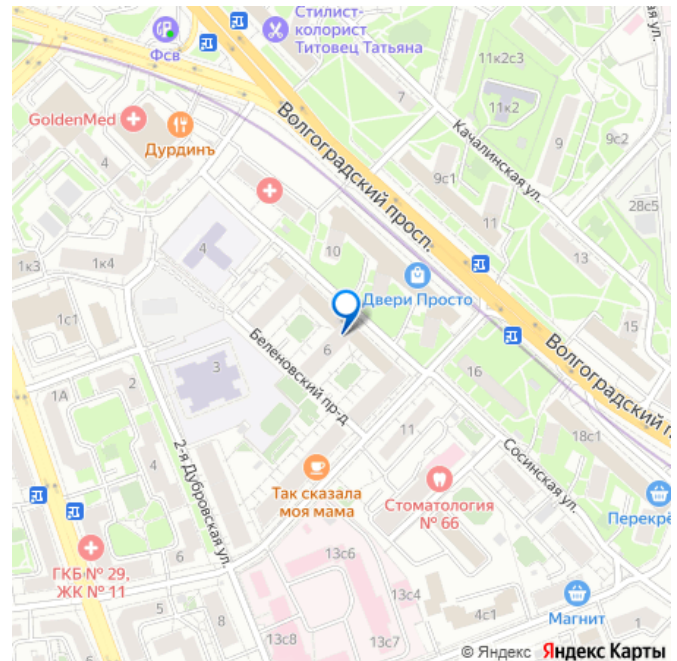 Стилист-
колорист
Титовец Татьяна
Фсв
11к2с3
GoldenMed
7
11к2
Дурдинъ
Волгоградский просп.
Качалинская ул.
9
9с2
4
9с1
28с5
11
4
10
13
1к3
1к4
Двери Просто
15
1с1
Беленовский пр-д
6
Волгоградский п
3
16
1А
2
18с1
2-я Дубровская ул.
11
Сосинская ул.
4
Так сказала
моя мама
Стоматология
№ 66
Перекрё
ГКБ № 29,
ЖК № 11
6
13с6
5
6
8
13с4
4с1
Магнит
1
13с8
13с7
© Яндекс Яндекс Карты